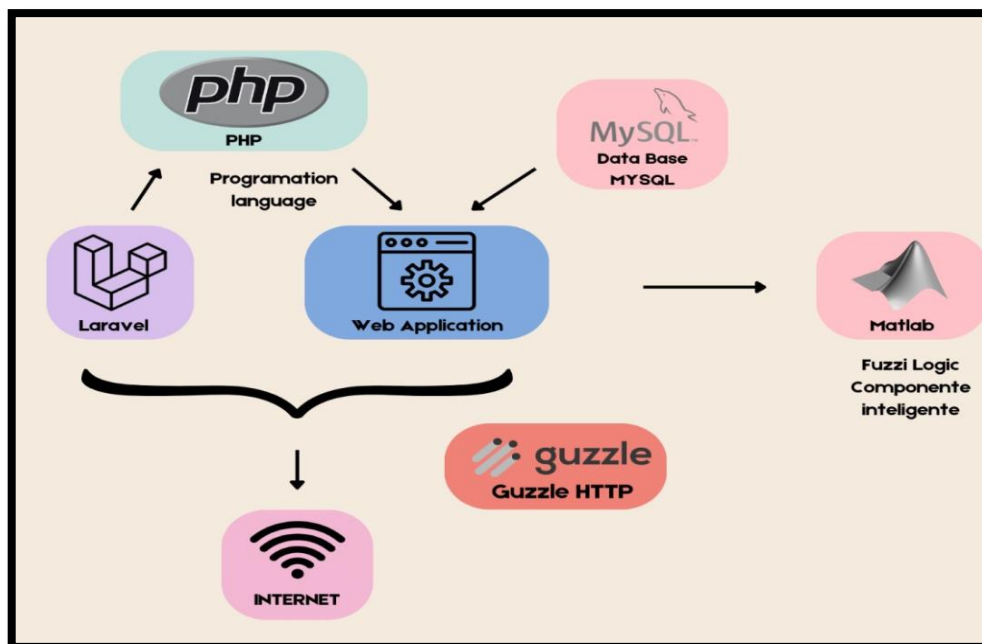 php
PHP
Programation
language
MySQL™
Data Base
MYSQL
Laravel
Web Application
Matlab
Fuzzi Logic
Componente
inteligente
guzzle
Guzzle HTTP
INTERNET